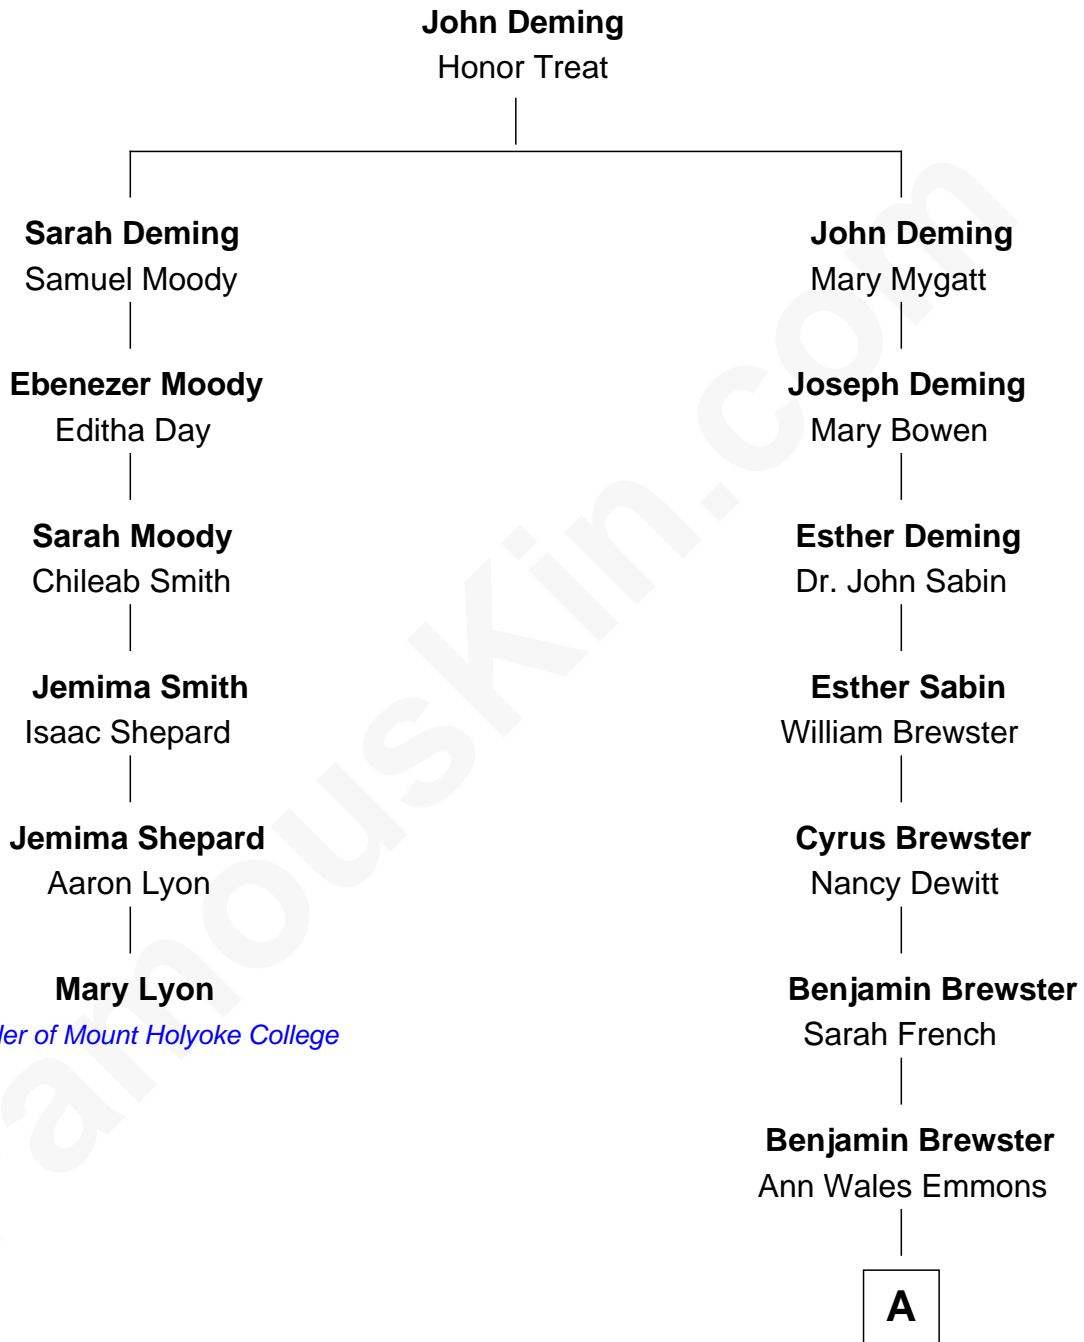 John Deming
Honor Treat
Sarah Deming
Samuel Moody
John Deming
Mary Mygatt
Ebenezer Moody
Editha Day
Joseph Deming
Mary Bowen
Sarah Moody
Chileab Smith
Esther Deming
Dr. John Sabin
Jemima Smith
Isaac Shepard
Esther Sabin
William Brewster
Jemima Shepard
Aaron Lyon
Cyrus Brewster
Nancy Dewitt
Mary Lyon
of Mount Holyoke College
Benjamin Brewster
Sarah French
Benjamin Brewster
Ann Wales Emmons
A
amousKin.com